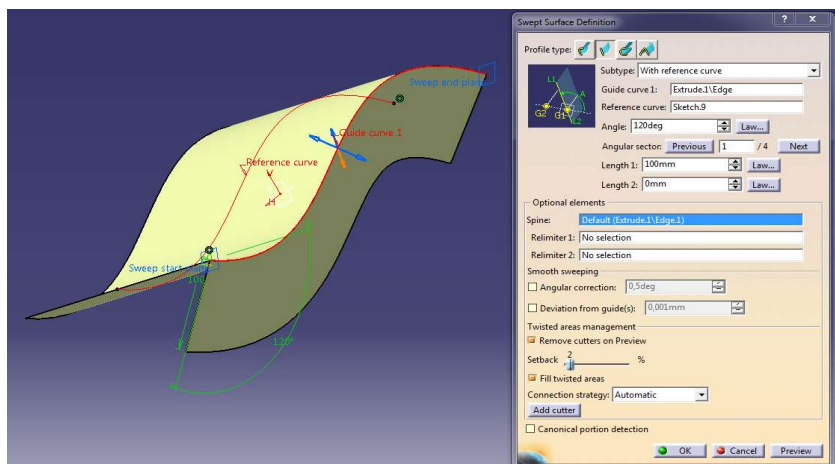 Sweep end plane
Guide curve 1
Reference curve
H
Sweep start
100
120°
Swept Surface Definition
? X
Profile type:
Subtype: With reference curve
Guide curve 1: Extrude.1\Edge
Reference curve: Sketch.9
Angle: 120deg Law...
Angular sector: Previous 1 / 4 Next
Length 1: 100mm Law...
Length 2: 0mm Law...
L1 A
G2 G1 L2
Optional elements
Spine: Default (Extrude.1\Edge.1)
Relimiter 1: No selection
Relimiter 2: No selection
Smooth sweeping
Angular correction: 0,5deg
Deviation from guide(s): 0,001mm
Twisted areas management
Remove cutters on Preview
Setback 2 %
Fill twisted areas
Connection strategy: Automatic
Add cutter
Canonical portion detection
OK Cancel Preview